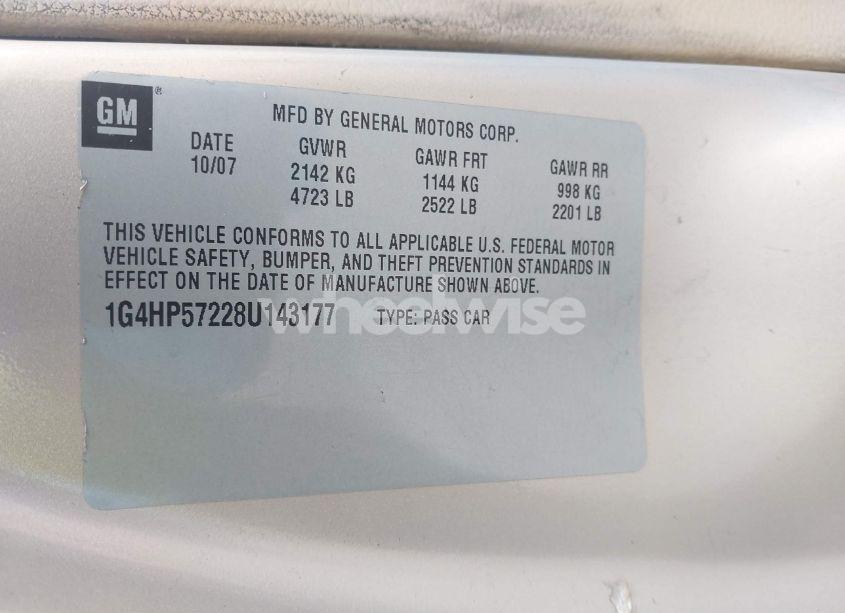 GM ®
MFD BY GENERAL MOTORS CORP.
DATE GVWR GAWR FRT GAWR RR
10/07 2142 KG 1144 KG 998 KG
4723 LB 2522 LB 2201 LB
THIS VEHICLE CONFORMS TO ALL APPLICABLE U.S. FEDERAL MOTOR
VEHICLE SAFETY, BUMPER, AND THEFT PREVENTION STANDARDS IN
EFFECT ON THE DATE OF MANUFACTURE SHOWN ABOVE.
1G4HP57228U143177 TYPE: PASS CAR
wheelwise